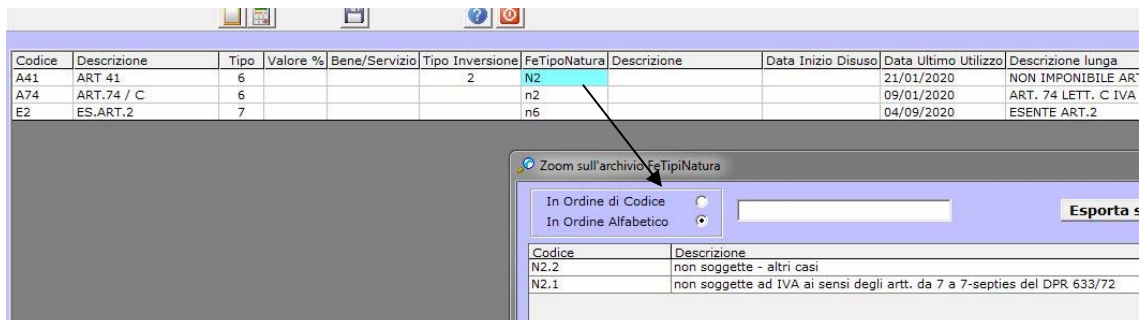 Codice Descrizione Tipo Valore % Bene/Servizio Tipo Inversione FeTipoNatura Descrizione Data Inizio Disuso Data Ultimo Utilizzo Descrizione lunga
A41 ART 41 6 2 N2 21/01/2020 NON IMPONIBILE ART
A74 ART.74 / C 6 n2 09/01/2020 ART. 74 LETT. C IVA
E2 ES.ART.2 7 n6 04/09/2020 ESENTE ART.2
Zoom sull'archivio FeTipiNatura
In Ordine di Codice
In Ordine Alfabetico
Esporta s
Codice Descrizione
N2.2 non soggette - altri casi
N2.1 non soggette ad IVA ai sensi degli artt. da 7 a 7-septies del DPR 633/72